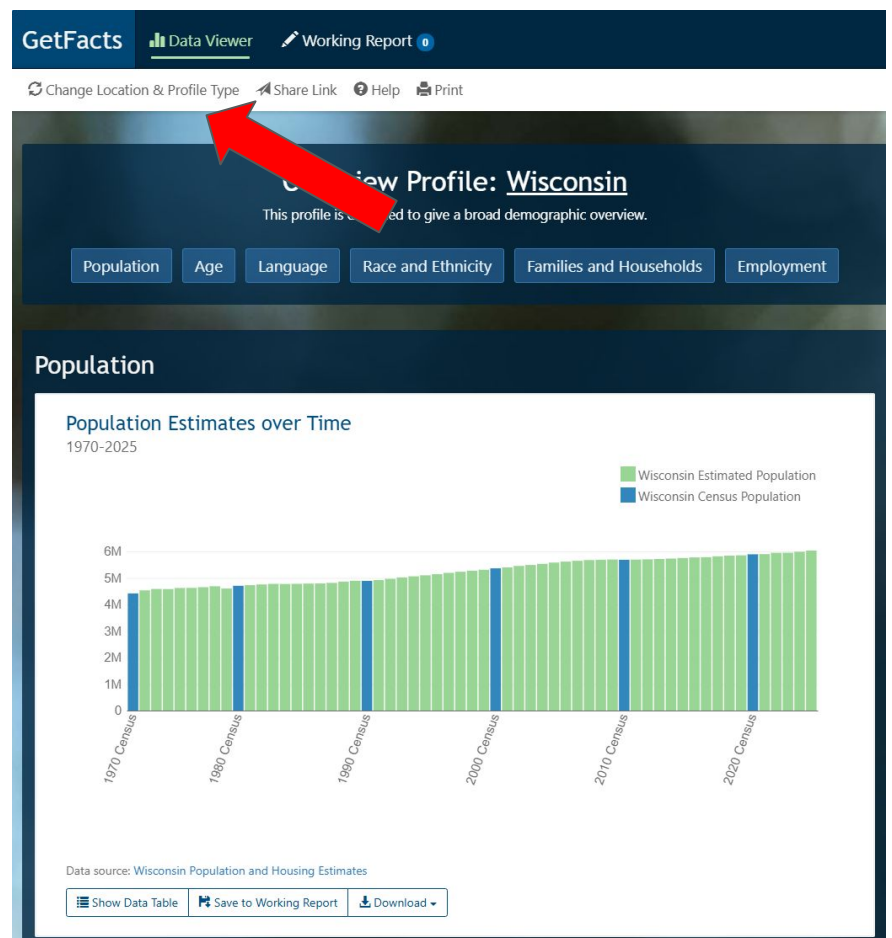 GetFacts Data Viewer Working Report 0
Change Location & Profile Type Share Link Help Print
Profile: Wisconsin
This profile is to give a broad demographic overview.
Population Age Language Race and Ethnicity Families and Households Employment
Population
Population Estimates over Time
1970-2025
Wisconsin Estimated Population
Wisconsin Census Population
6M
5M
4M
3M
2M
1M
0
1970 Census
1980 Census
1990 Census
2000 Census
2010 Census
2020 Census
Data source: Wisconsin Population and Housing Estimates
Show Data Table Save to Working Report Download